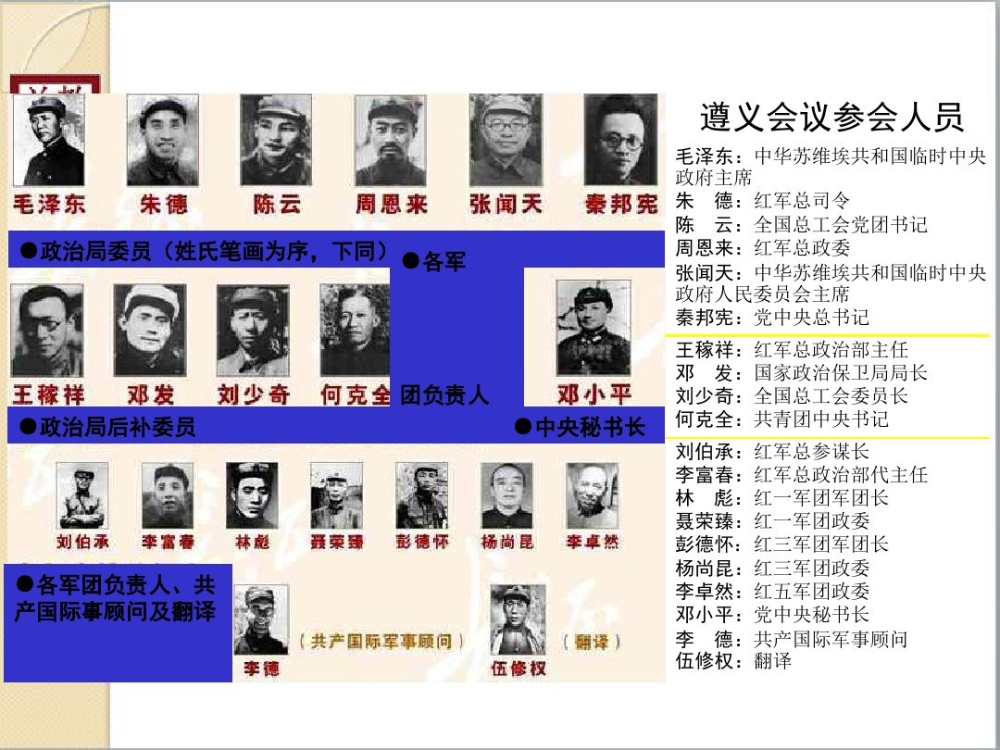 毛泽东 朱德 陈云 周恩来 张闻天 秦邦宪
●政治局委员（姓氏笔画为序，下同）
●各军
王稼祥 邓发 刘少奇 何克全
团负责人
邓小平
●政治局后补委员
●中央秘书长
刘伯承 李富春 林彪 聂荣臻 彭德怀 杨尚昆 李卓然
●各军团负责人、共
产国际事顾问及翻译
李德
（共产国际军事顾问）
伍修权
（翻译）
遵义会议参会人员
毛泽东：中华苏维埃共和国临时中央
政府主席
朱　德：红军总司令
陈　云：全国总工会党团书记
周恩来：红军总政委
张闻天：中华苏维埃共和国临时中央
政府人民委员会主席
秦邦宪：党中央总书记
王稼祥：红军总政治部主任
邓　发：国家政治保卫局局长
刘少奇：全国总工会委员长
何克全：共青团中央书记
刘伯承：红军总参谋长
李富春：红军总政治部代主任
林　彪：红一军团军团长
聂荣臻：红一军团政委
彭德怀：红三军团军团长
杨尚昆：红三军团政委
李卓然：红五军团政委
邓小平：党中央秘书长
李　德：共产国际军事顾问
伍修权：翻译